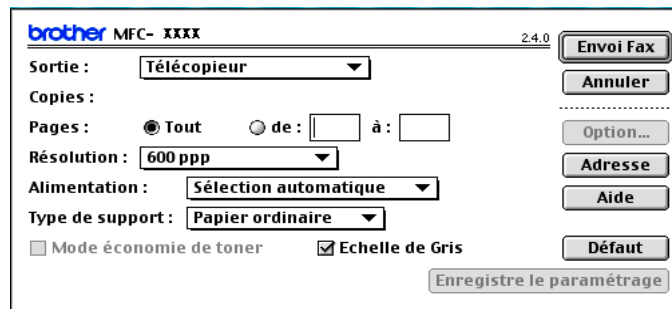 brother MFC- XXXX
2.4.0
Envoi Fax
Sortie : Télécopieur
Annuler
Copies :
Pages : Tout de : à :
Option...
Résolution : 600 ppp
Adresse
Alimentation : Sélection automatique
Aide
Type de support : Papier ordinaire
Mode économie de toner Echelle de Gris
Défaut
Enregistre le paramétrage